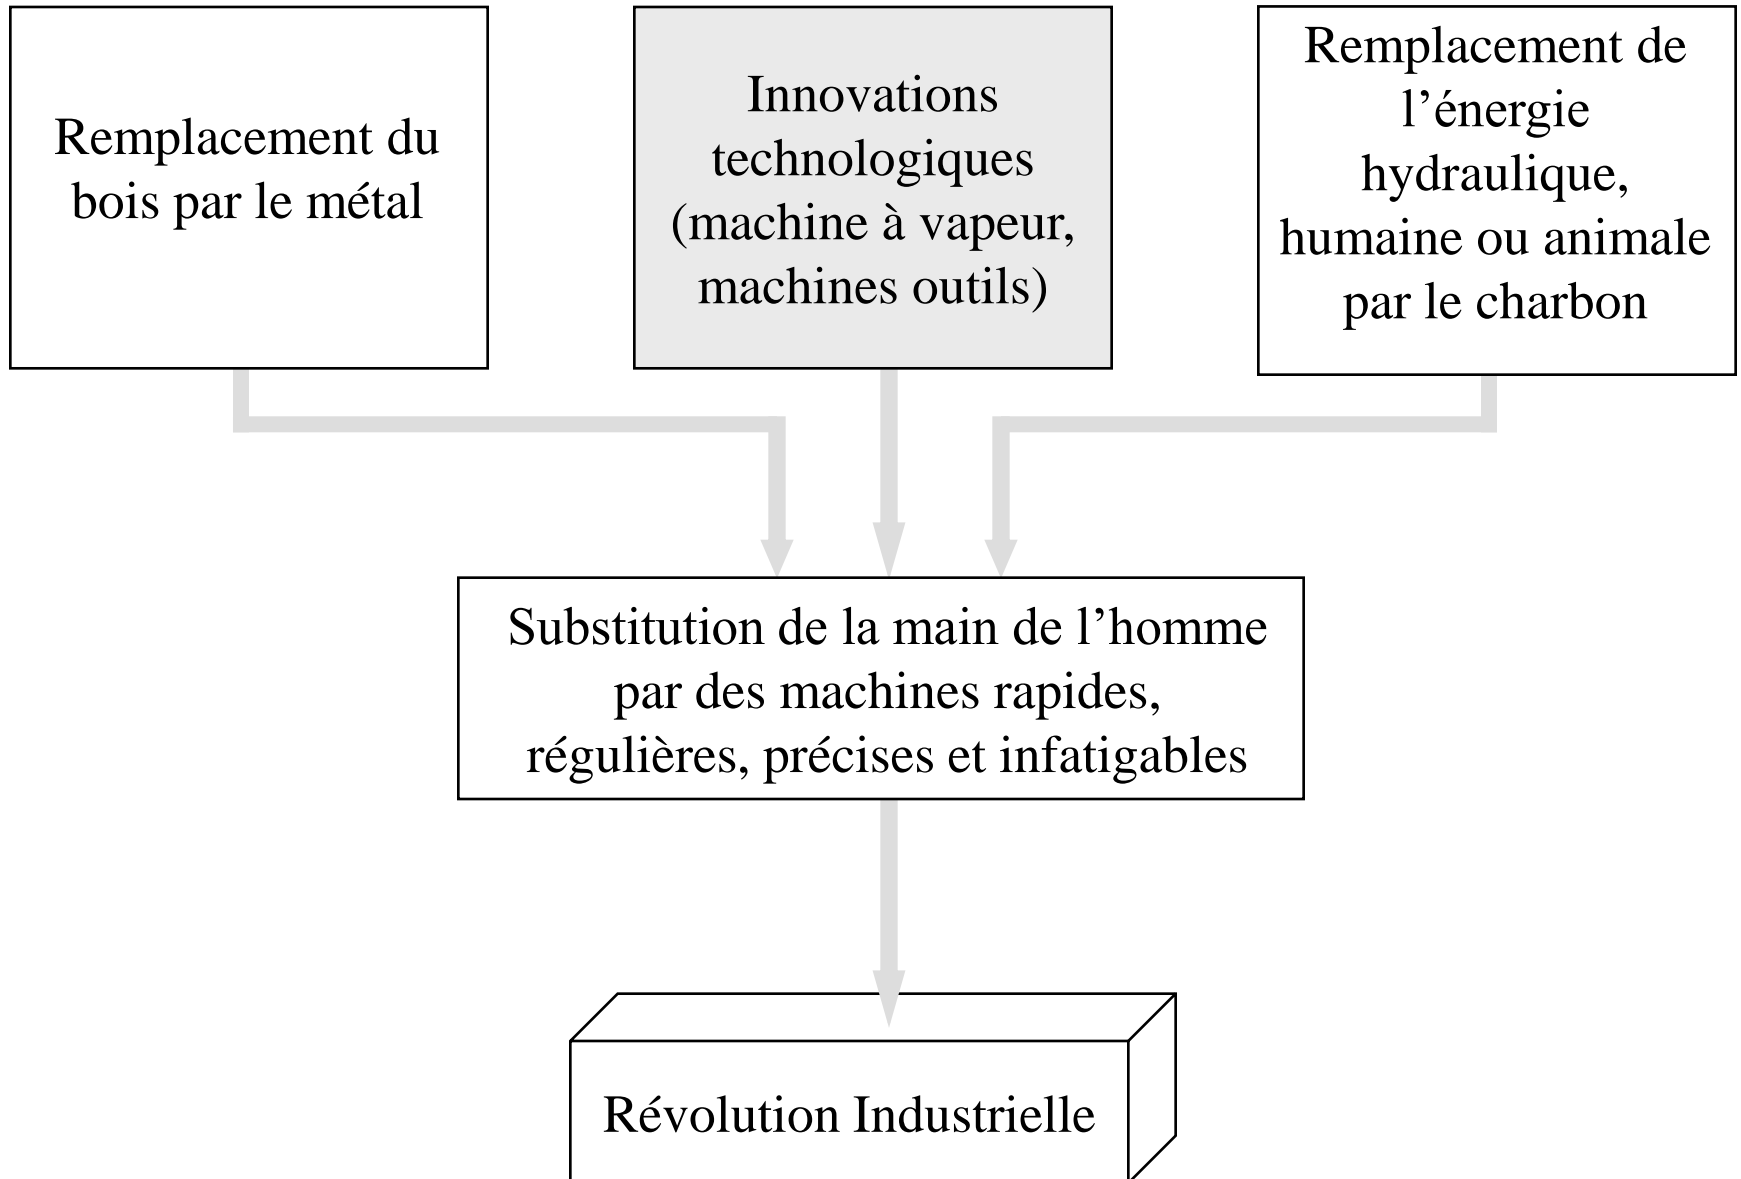 Remplacement du
bois par le métal
Innovations
technologiques
(machine à vapeur,
machines outils)
Remplacement de
l’énergie
hydraulique,
humaine ou animale
par le charbon
Substitution de la main de l’homme
par des machines rapides,
régulières, précises et infatigables
Révolution Industrielle